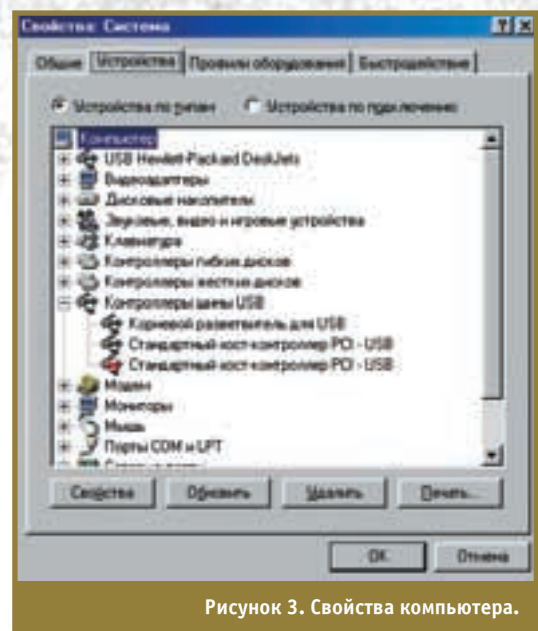 Свойства: Система
Общие Устройства Профили оборудования Быстродействие
Устройства по типам Устройства по подключению
Компьютер
USB Hewlett-Packard DeskJets
Видеоадаптеры
Дисковые накопители
Звуковые, видео и игровые устройства
Клавиатура
Контроллеры гибких дисков
Контроллеры жестких дисков
Контроллеры шины USB
Корневой разветвитель для USB
Стандартный хост-контроллер PCI - USB
Стандартный хост-контроллер PCI - USB
Модем
Мониторы
Мышь
Порты COM и LPT
Свойства Обновить Удалить Печать...
OK Отмена
Рисунок 3. Свойства компьютера.